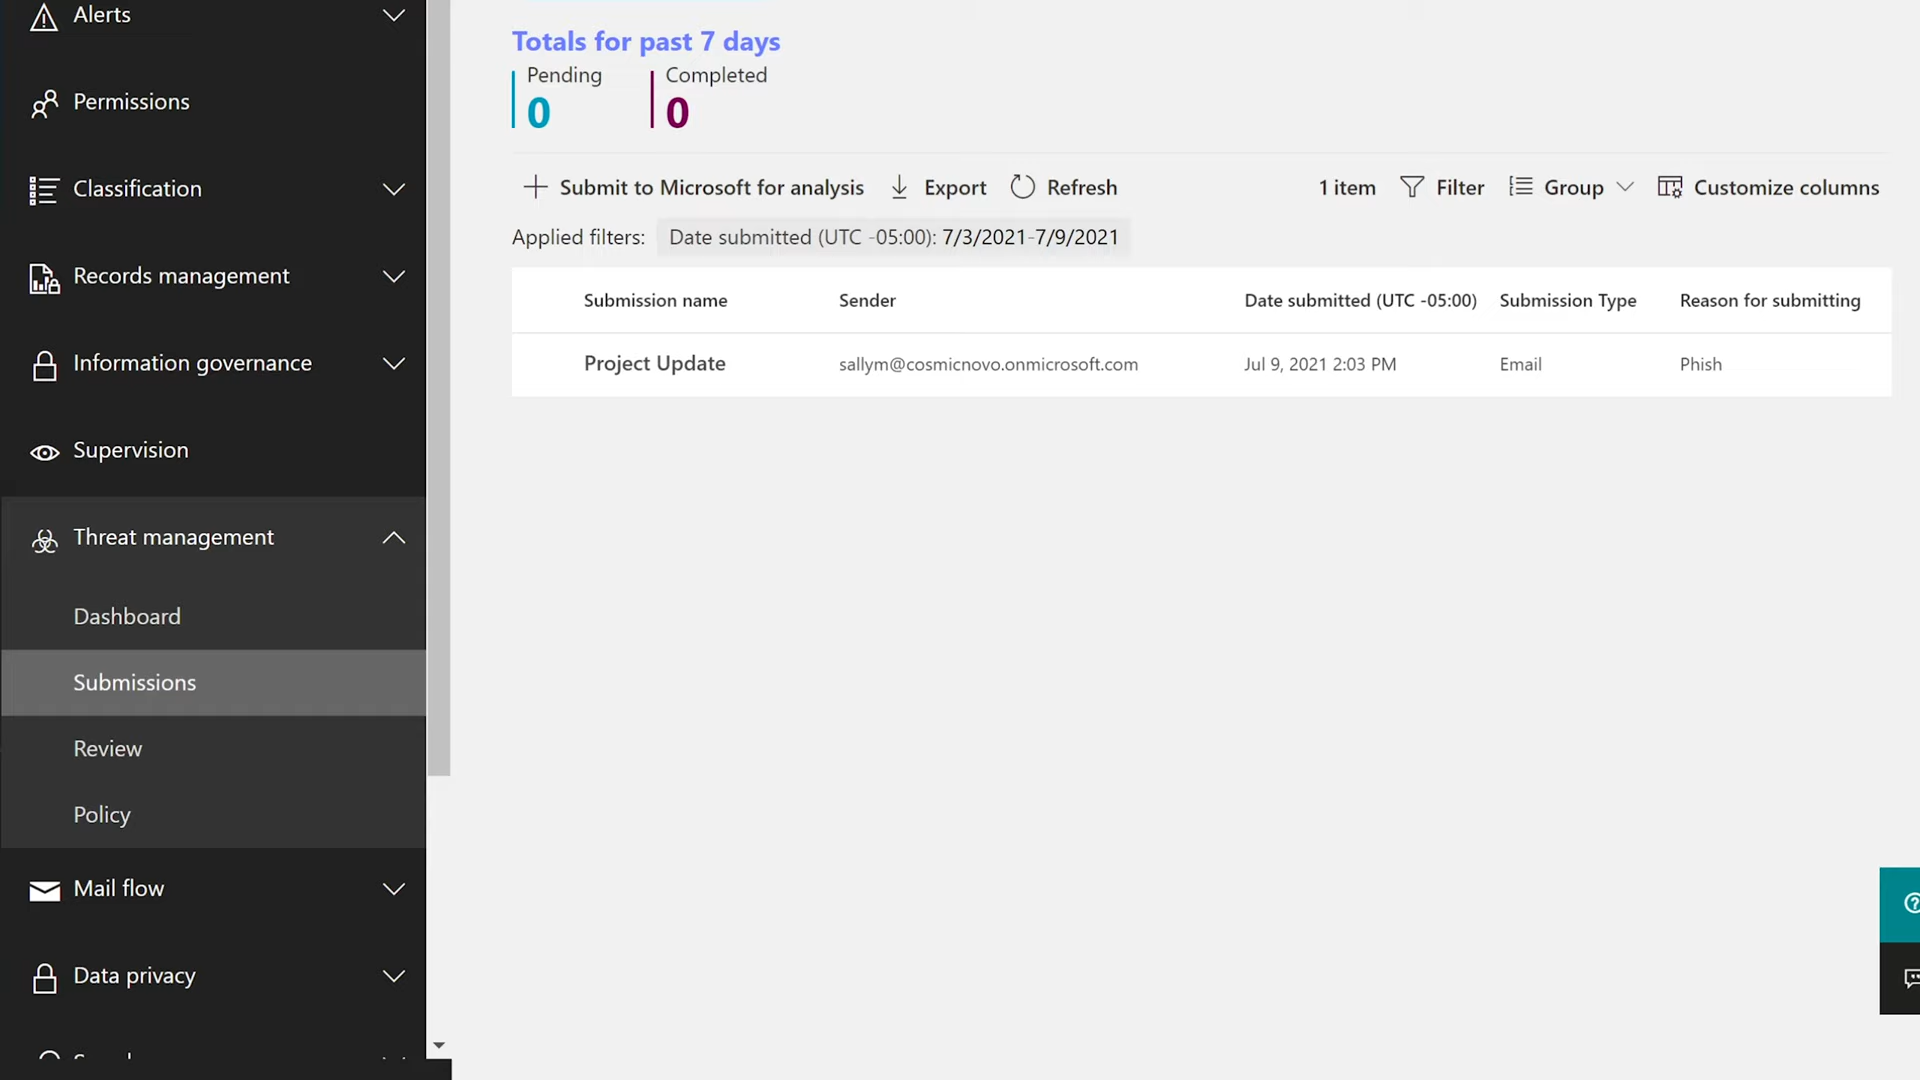 Alerts
Permissions
Classification
Records management
Information governance
Supervision
Threat management
Dashboard
Submissions
Review
Policy
Mail flow
Data privacy
Totals for past 7 days
Pending Completed
0 0
Submit to Microsoft for analysis Export Refresh 1 item Filter Group Customize columns
Applied filters: Date submitted (UTC -05:00): 7/3/2021-7/9/2021
Submission name Sender Date submitted (UTC -05:00) Submission Type Reason for submitting
Project Update sallym@cosmicnovo.onmicrosoft.com Jul 9, 2021 2:03 PM Email Phish